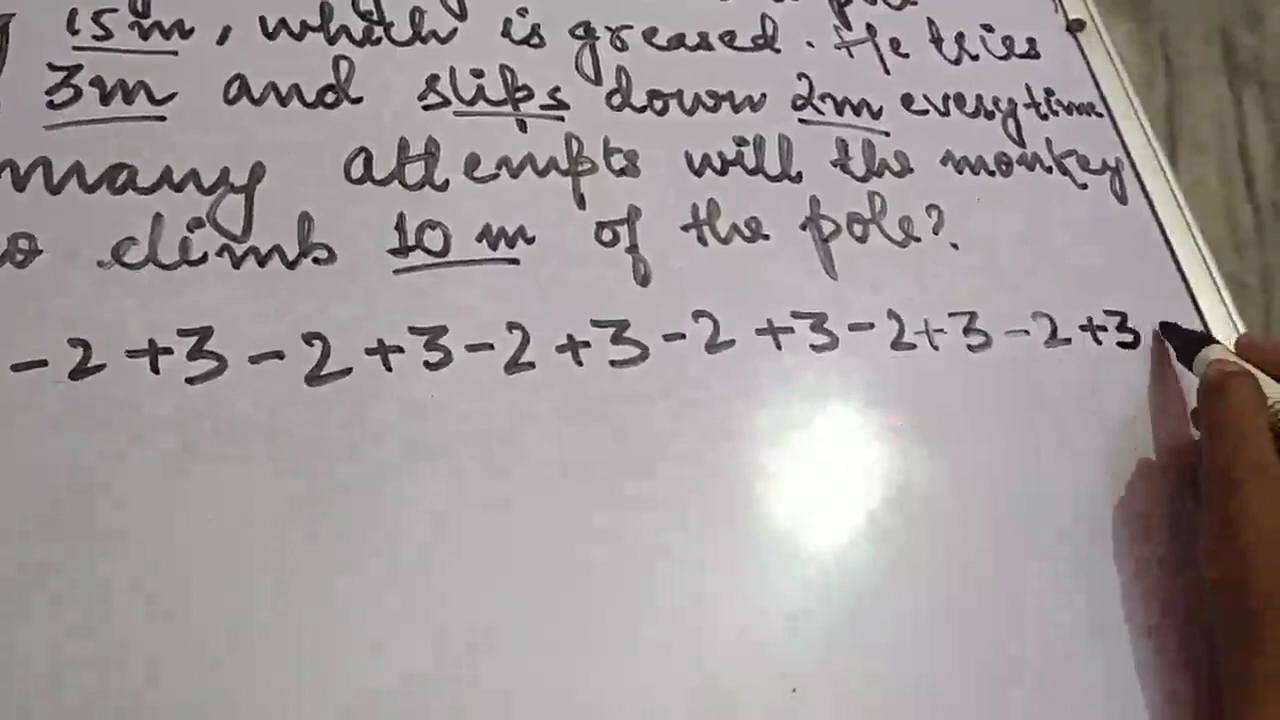 15m, which is greased. He tries
3m and slips down 2m everytime
many attempts will the monkey
climb 10 m of the pole?
-2 +3 -2 +3 -2 +3 -2 +3 -2 +3 -2 +3